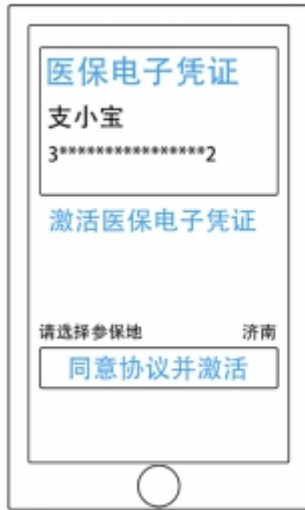 医保电子凭证
支小宝
3****************2
激活医保电子凭证
请选择参保地 济南
同意协议并激活